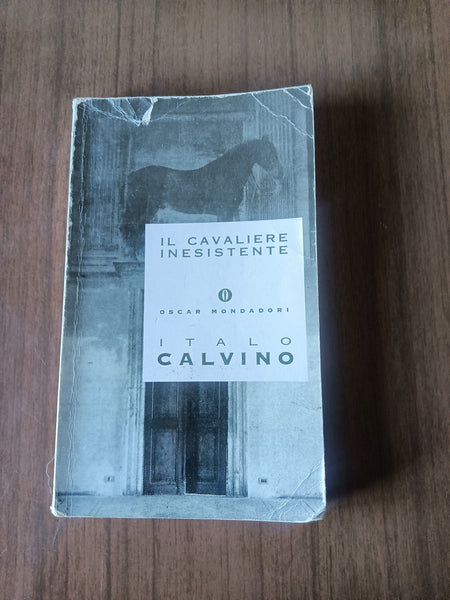 IL CAVALIERE
INESISTENTE
OSCAR MONDADORI
ITALO
CALVINO